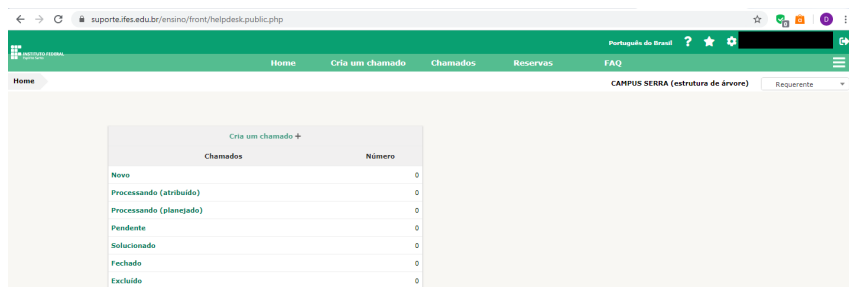 suporte.ifes.edu.br/ensino/front/helpdesk.public.php
D
Português do Brasil ?
INSTITUTO FEDERAL
Home Cria um chamado Chamados Reservas FAQ
Home CAMPUS SERRA (estrutura de árvore) Requerente
Cria um chamado +
Chamados Número
Novo 0
Processando (atribuído) 0
Processando (planejado) 0
Pendente 0
Solucionado 0
Fechado 0
Excluído 0